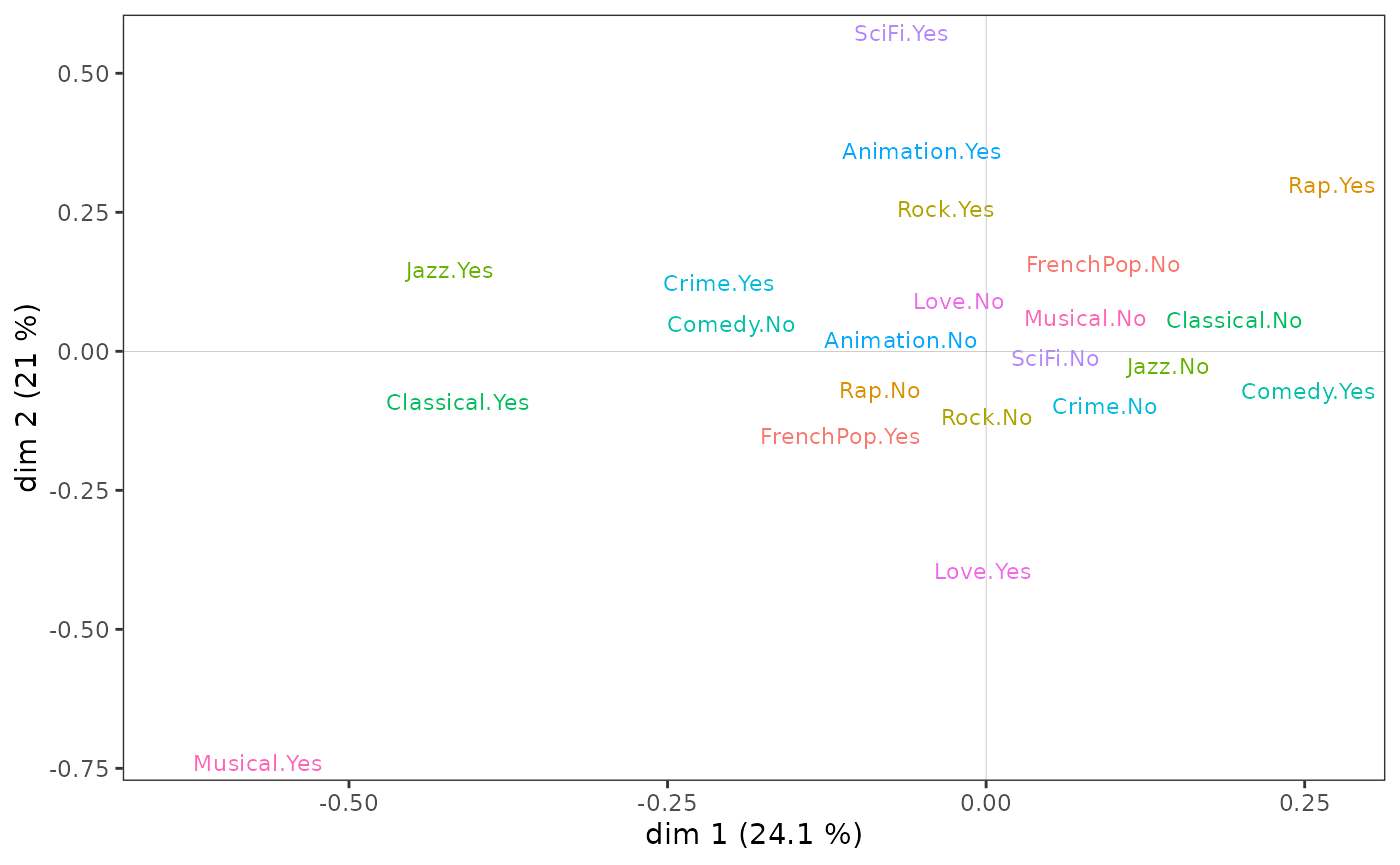 SciFi.Yes
0.50
Animation.Yes
Rap.Yes
0.25
Rock.Yes
Jazz.Yes
FrenchPop.No
Crime.Yes
Love.No
Comedy.No
Musical.No
Classical.No
Animation.No
0.00
SciFi.No
Jazz.No
Rap.No
Comedy.Yes
Classical.Yes
Crime.No
Rock.No
FrenchPop.Yes
dim 2 (21 %)
-0.25
Love.Yes
-0.50
Musical.Yes
-0.75
-0.50
-0.25
0.00
0.25
dim 1 (24.1 %)